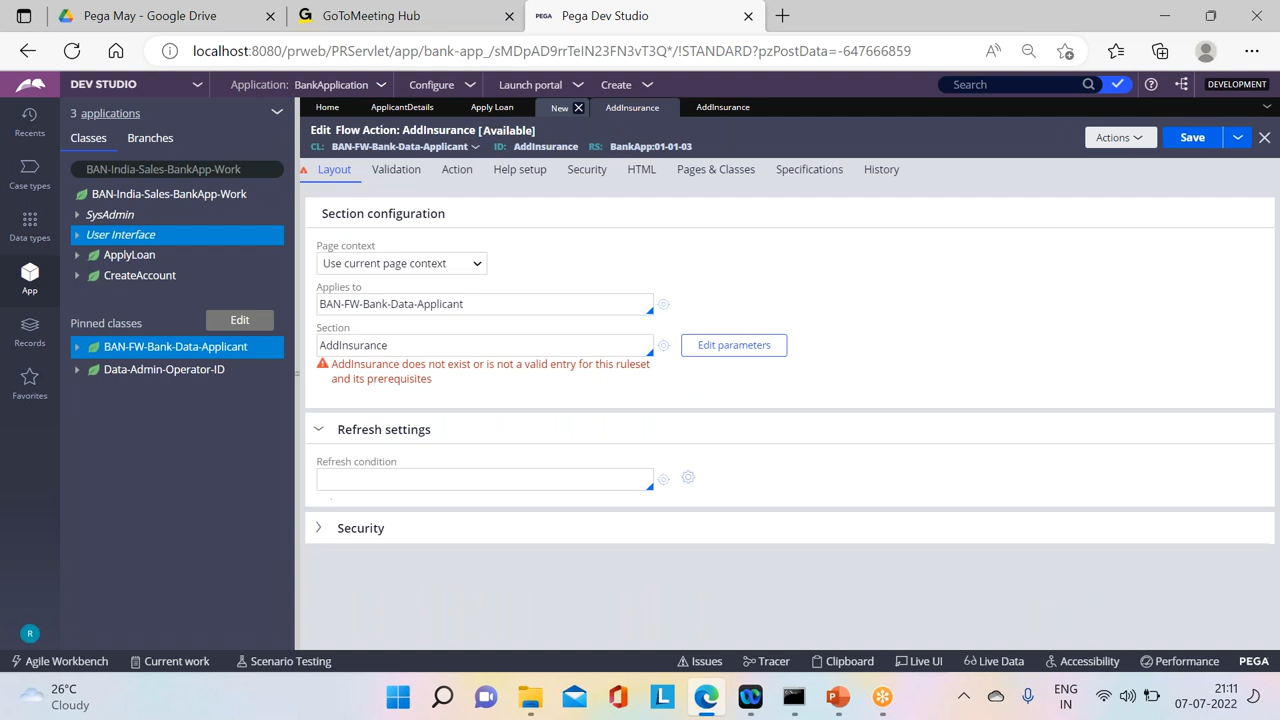 Pega May - Google Drive
GoToMeeting Hub
PEGA Pega Dev Studio
localhost:8080/prweb/PRServlet/app/bank-app_/sMDpAD9rrTeIN23FN3vT3Q*/!STANDARD?pzPostData=-647666859
DEV STUDIO
Application: BankApplication
Configure
Launch portal
Create
Search
DEVELOPMENT
3 applications
Classes
Branches
BAN-India-Sales-BankApp-Work
BAN-India-Sales-BankApp-Work
SysAdmin
User Interface
ApplyLoan
CreateAccount
Pinned classes
Edit
BAN-FW-Bank-Data-Applicant
Data-Admin-Operator-ID
Recents
Case types
Data types
App
Records
Favorites
R
Home
ApplicantDetails
Apply Loan
New
AddInsurance
AddInsurance
Edit Flow Action: AddInsurance [Available]
CL: BAN-FW-Bank-Data-Applicant ID: AddInsurance RS: BankApp:01-01-03
Actions
Save
Layout
Validation
Action
Help setup
Security
HTML
Pages & Classes
Specifications
History
Section configuration
Page context
Use current page context
Applies to
BAN-FW-Bank-Data-Applicant
Section
AddInsurance
Edit parameters
AddInsurance does not exist or is not a valid entry for this ruleset
and its prerequisites
Refresh settings
Refresh condition
Security
Agile Workbench
Current work
Scenario Testing
Issues
Tracer
Clipboard
Live UI
Live Data
Accessibility
Performance
PEGA
26°C
Cloudy
L
ENG
IN
21:11
07-07-2022